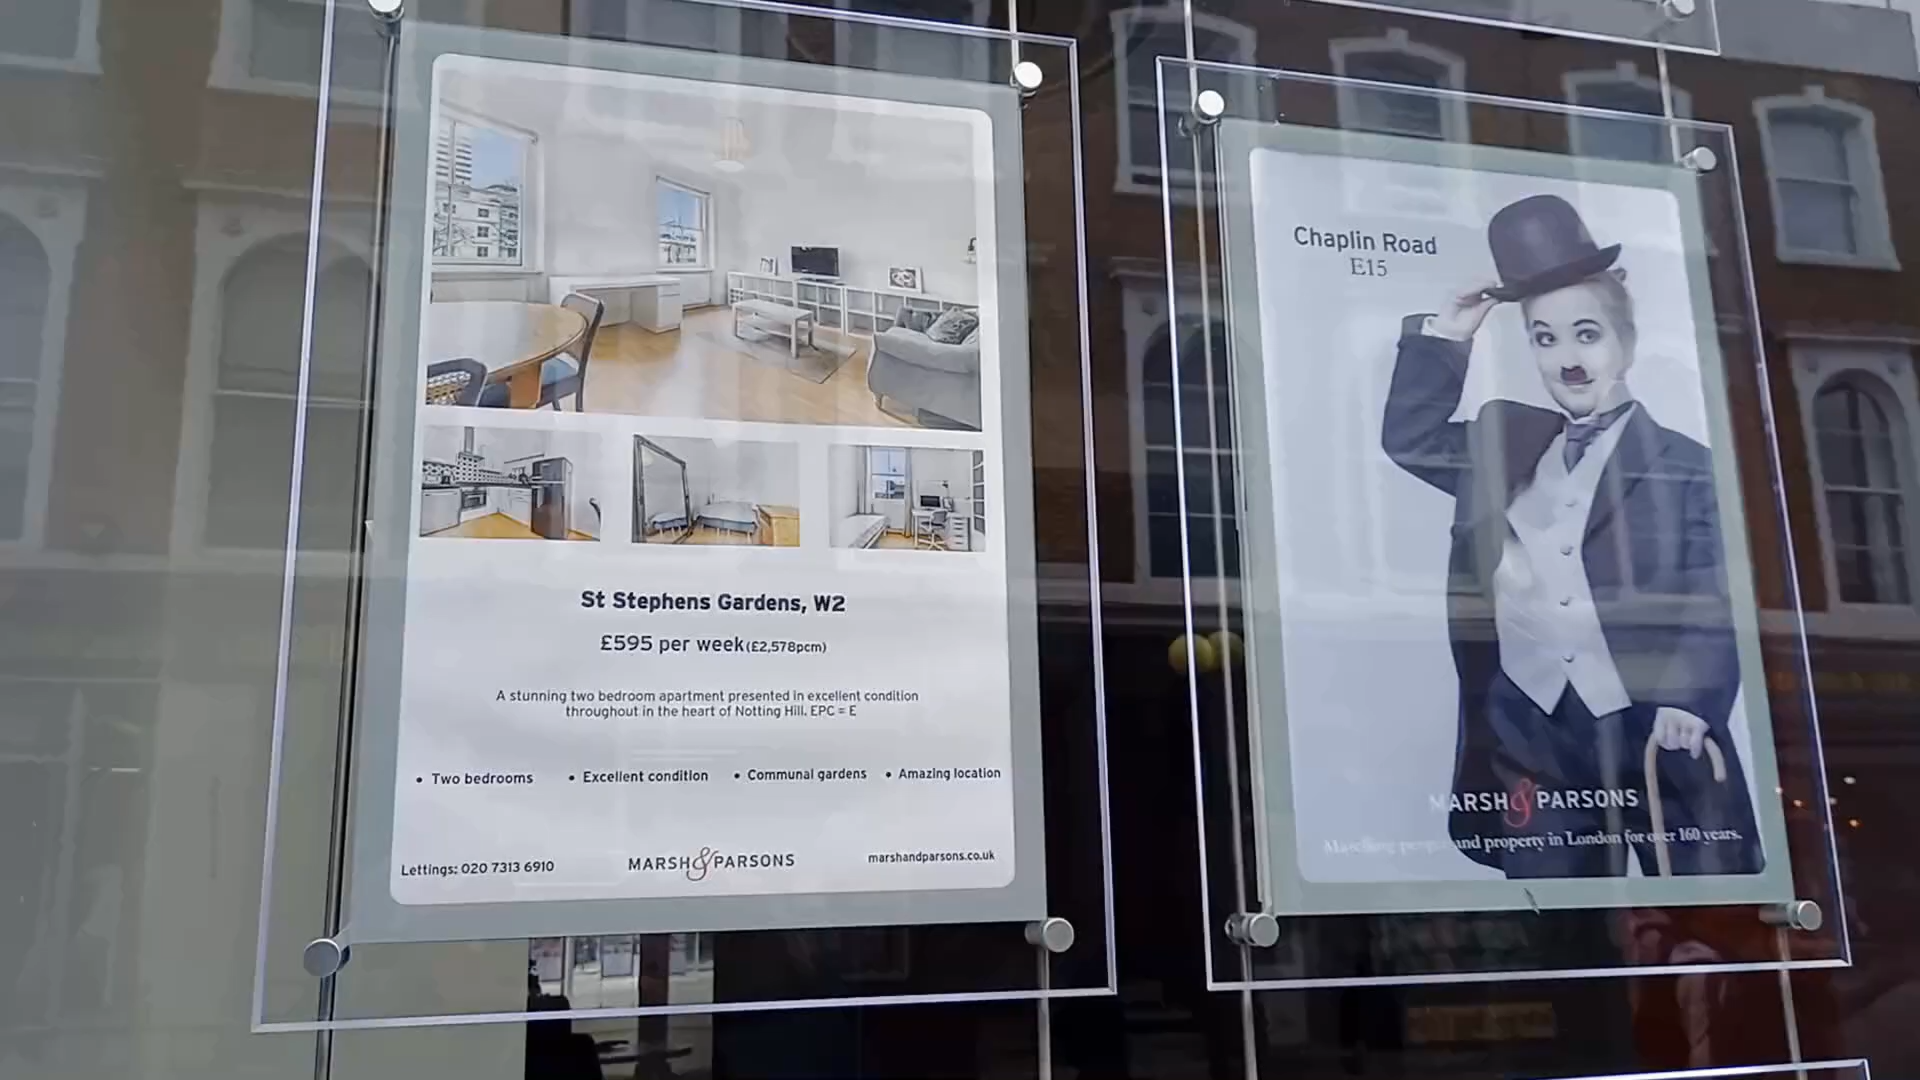 St Stephens Gardens, W2
£595 per week (£2,578pcm)
A stunning two bedroom apartment presented in excellent condition
throughout in the heart of Notting Hill. EPC = E
• Two bedrooms • Excellent condition • Communal gardens • Amazing location
Lettings: 020 7313 6910 MARSH & PARSONS marshandparsons.co.uk
Chaplin Road
E15
MARSH & PARSONS
and property in London for over 160 years.